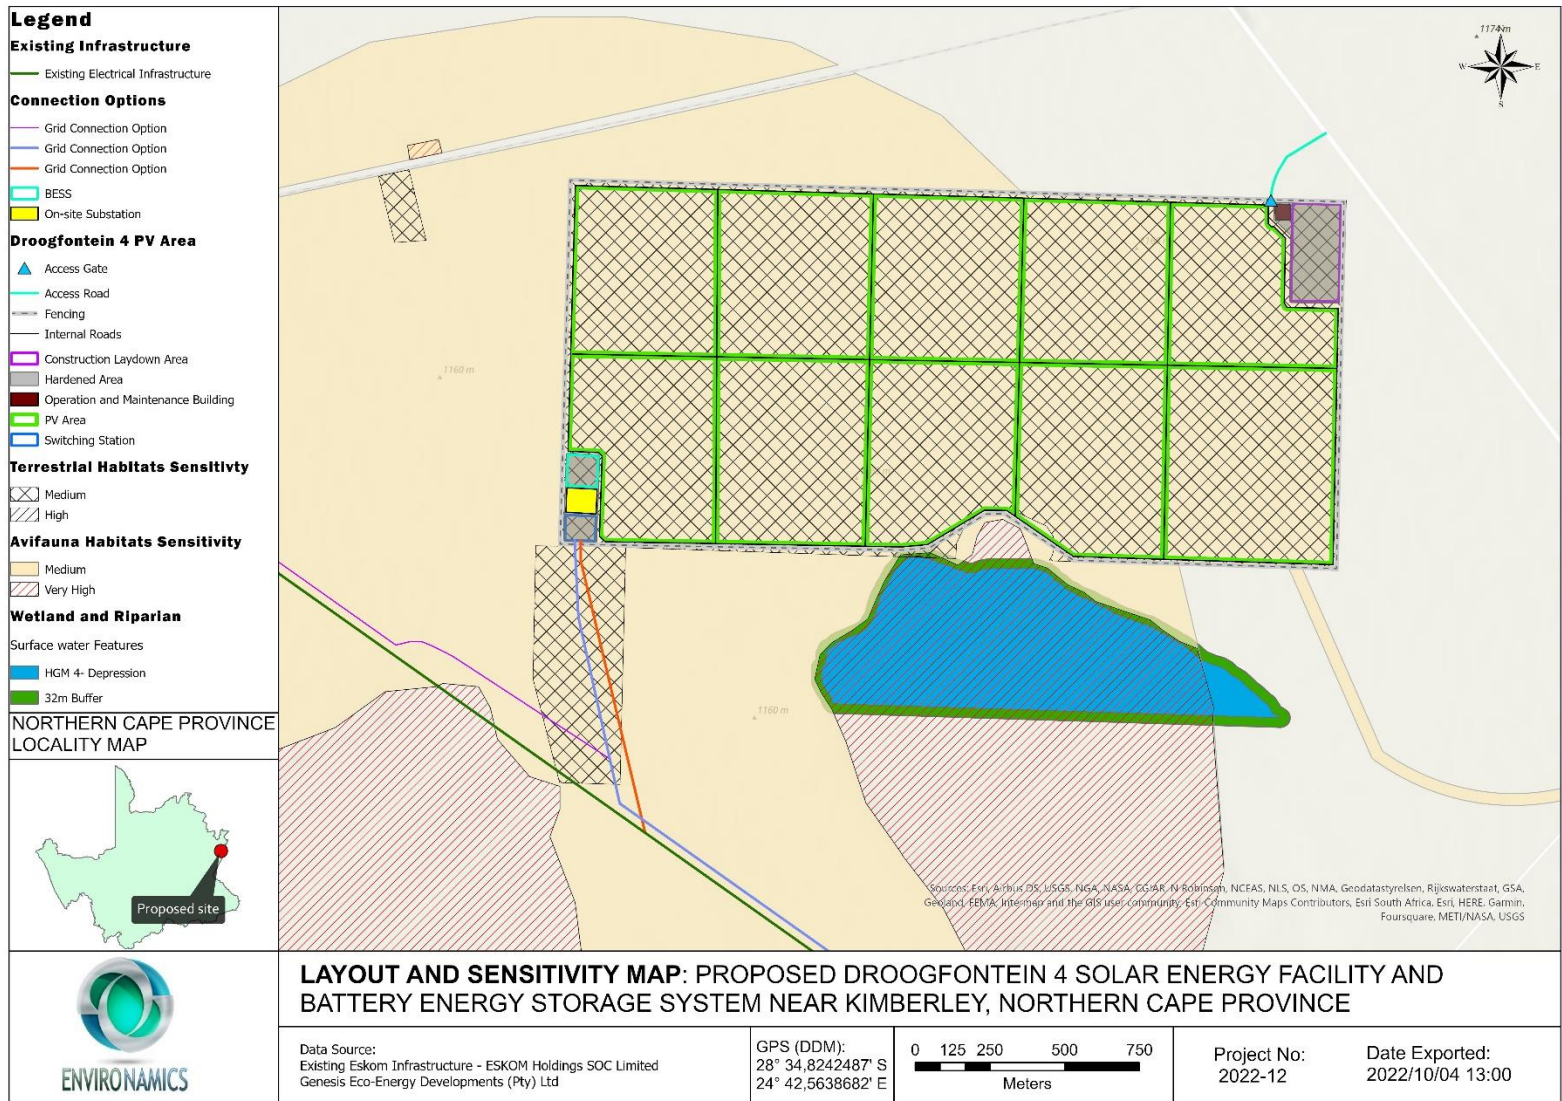 Legend
Existing Infrastructure
Existing Electrical Infrastructure
Connection Options
Grid Connection Option
Grid Connection Option
Grid Connection Option
BESS
On-site Substation
Droogfontein 4 PV Area
Access Gate
Access Road
Fencing
Internal Roads
Construction Laydown Area
Hardened Area
Operation and Maintenance Building
PV Area
Switching Station
Terrestrial Habitats Sensitivty
Medium
High
Avifauna Habitats Sensitivity
Medium
Very High
Wetland and Riparian
Surface water Features
HGM 4- Depression
32m Buffer
NORTHERN CAPE PROVINCE
LOCALITY MAP
Proposed site
ENVIRONAMICS
N
W
E
S
1160 m
1160 m
Sources: Esri, Airbus DS, USGS, NGA, NASA, CGIAR, N Robinson, NCEAS, NLS, OS, NMA, Geodatastyrelsen, Rijkswaterstaat, GSA,
Geoland, FEMA, Intermap and the GIS user community, Esri Community Maps Contributors, Esri South Africa, Esri, HERE, Garmin,
Foursquare, METI/NASA, USGS
LAYOUT AND SENSITIVITY MAP: PROPOSED DROOGFONTEIN 4 SOLAR ENERGY FACILITY AND
BATTERY ENERGY STORAGE SYSTEM NEAR KIMBERLEY, NORTHERN CAPE PROVINCE
Data Source:
Existing Eskom Infrastructure - ESKOM Holdings SOC Limited
Genesis Eco-Energy Developments (Pty) Ltd
GPS (DDM):
28° 34,8242487' S
24° 42,5638682' E
0 125 250 500 750
Meters
Project No:
2022-12
Date Exported:
2022/10/04 13:00